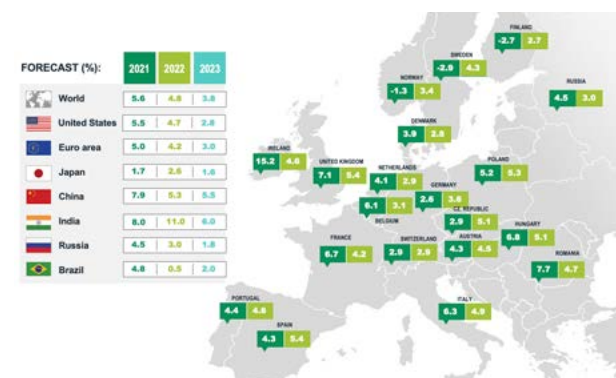 FORECAST (%): 2021 2022 2023
World 5.6 4.8 3.8
United States 5.5 4.7 2.8
Euro area 5.0 4.2 3.0
Japan 1.7 2.6 1.6
China 7.9 5.3 5.5
India 8.0 11.0 6.0
Russia 4.5 3.0 1.8
Brazil 4.8 0.5 2.0
FINLAND
-2.7 2.7
SWEDEN
-2.9 4.3
NORWAY
-1.3 3.4
RUSSIA
4.5 3.0
DENMARK
3.9 2.8
IRELAND
15.2 4.6
UNITED KINGDOM
7.1 5.4
NETHERLANDS
4.1 2.9
POLAND
5.2 5.3
GERMANY
2.6 3.8
6.1 3.1
BELGIUM
CZ. REPUBLIC
2.9 5.1
HUNGARY
6.8 5.1
FRANCE
6.7 4.2
SWITZERLAND
2.9 2.8
AUSTRIA
4.3 4.5
ROMANIA
7.7 4.7
PORTUGAL
4.4 4.8
SPAIN
4.3 5.4
ITALY
6.3 4.9